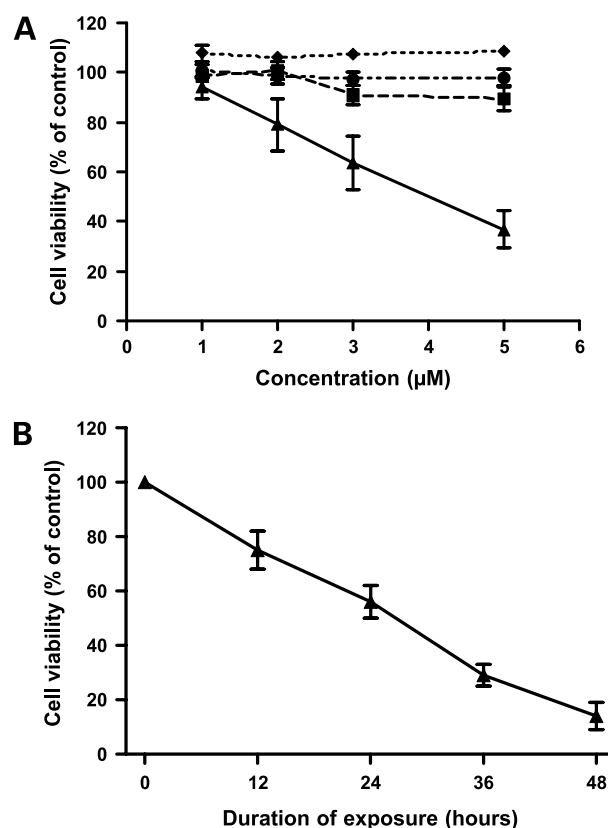 A
Cell viability (% of control)
120
100
80
60
40
20
0
0 1 2 3 4 5 6
Concentration (µM)
B
Cell viability (% of control)
120
100
80
60
40
20
0
0 12 24 36 48
Duration of exposure (hours)